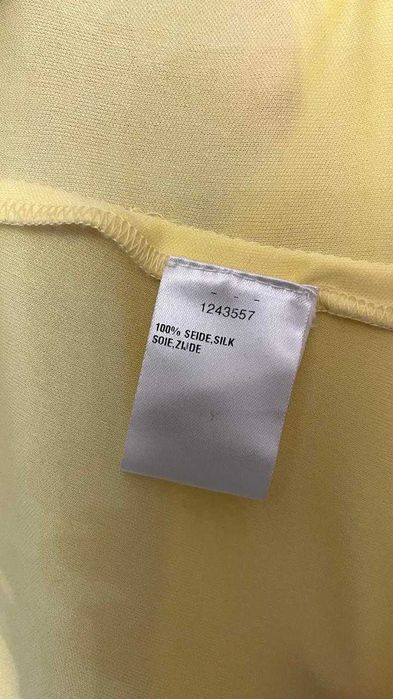 - - -
1243557
100% SEIDE,SILK
SOIE,ZIJDE